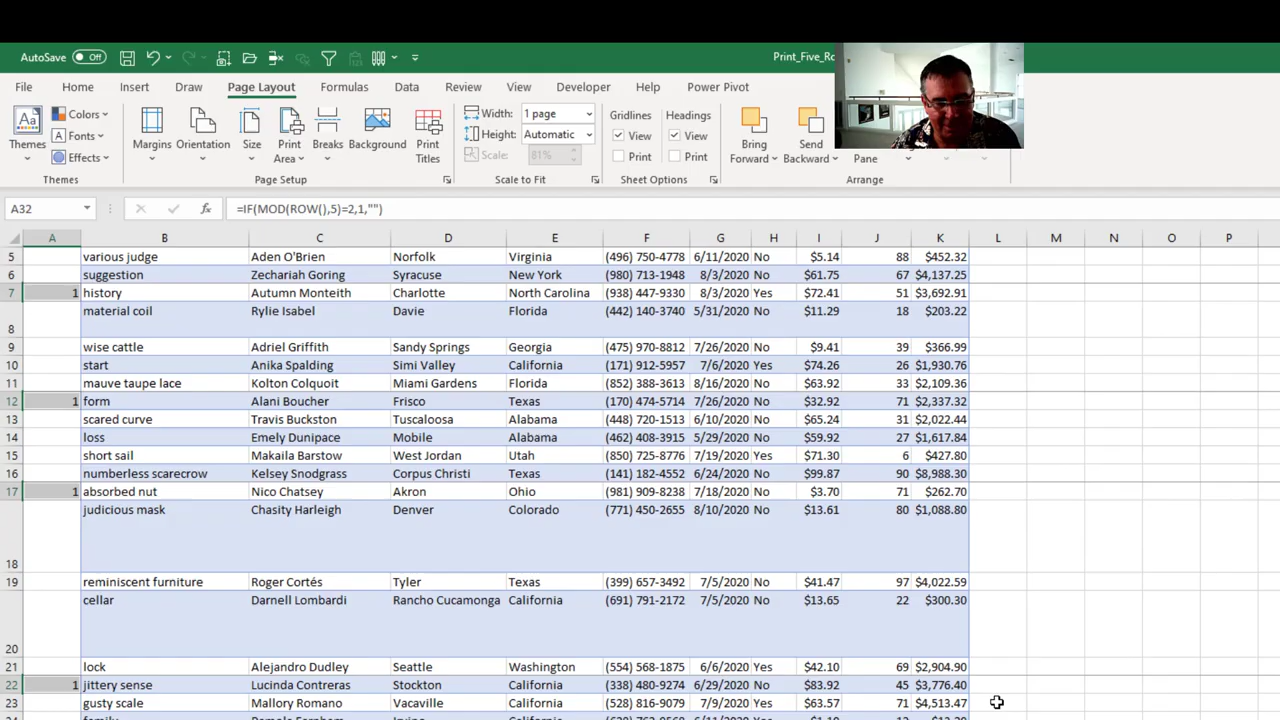 AutoSave Off Print_Five_Ro
File Home Insert Draw Page Layout Formulas Data Review View Developer Help Power Pivot
Themes Colors Fonts Effects Margins Orientation Size Print Area Breaks Background Print Titles Width: 1 page Height: Automatic Scale: 81% Gridlines View Print Headings View Print Bring Forward Send Backward Pane
Themes Page Setup Scale to Fit Sheet Options Arrange
A32 fx =IF(MOD(ROW(),5)=2,1,"")
A B C D E F G H I J K L M N O P
5 various judge Aden O'Brien Norfolk Virginia (496) 750-4778 6/11/2020 No $5.14 88 $452.32
6 suggestion Zechariah Goring Syracuse New York (980) 713-1948 8/3/2020 No $61.75 67 $4,137.25
7 1 history Autumn Monteith Charlotte North Carolina (938) 447-9330 8/3/2020 Yes $72.41 51 $3,692.91
8 material coil Rylie Isabel Davie Florida (442) 140-3740 5/31/2020 No $11.29 18 $203.22
9 wise cattle Adriel Griffith Sandy Springs Georgia (475) 970-8812 7/26/2020 No $9.41 39 $366.99
10 start Anika Spalding Simi Valley California (171) 912-5957 7/6/2020 Yes $74.26 26 $1,930.76
11 mauve taupe lace Kolton Colquoit Miami Gardens Florida (852) 388-3613 8/16/2020 No $63.92 33 $2,109.36
12 1 form Alani Boucher Frisco Texas (170) 474-5714 7/26/2020 No $32.92 71 $2,337.32
13 scared curve Travis Buckston Tuscaloosa Alabama (448) 720-1513 6/10/2020 No $65.24 31 $2,022.44
14 loss Emely Dunipace Mobile Alabama (462) 408-3915 5/29/2020 No $59.92 27 $1,617.84
15 short sail Makaila Barstow West Jordan Utah (850) 725-8776 7/19/2020 Yes $71.30 6 $427.80
16 numberless scarecrow Kelsey Snodgrass Corpus Christi Texas (141) 182-4552 6/24/2020 No $99.87 90 $8,988.30
17 1 absorbed nut Nico Chatsey Akron Ohio (981) 909-8238 7/18/2020 No $3.70 71 $262.70
18 judicious mask Chasity Harleigh Denver Colorado (771) 450-2655 8/10/2020 No $13.61 80 $1,088.80
19 reminiscent furniture Roger Cortés Tyler Texas (399) 657-3492 7/5/2020 No $41.47 97 $4,022.59
20 cellar Darnell Lombardi Rancho Cucamonga California (691) 791-2172 7/5/2020 No $13.65 22 $300.30
21 lock Alejandro Dudley Seattle Washington (554) 568-1875 6/6/2020 Yes $42.10 69 $2,904.90
22 1 jittery sense Lucinda Contreras Stockton California (338) 480-9274 6/29/2020 No $83.92 45 $3,776.40
23 gusty scale Mallory Romano Vacaville California (528) 816-9079 7/9/2020 Yes $63.57 71 $4,513.47